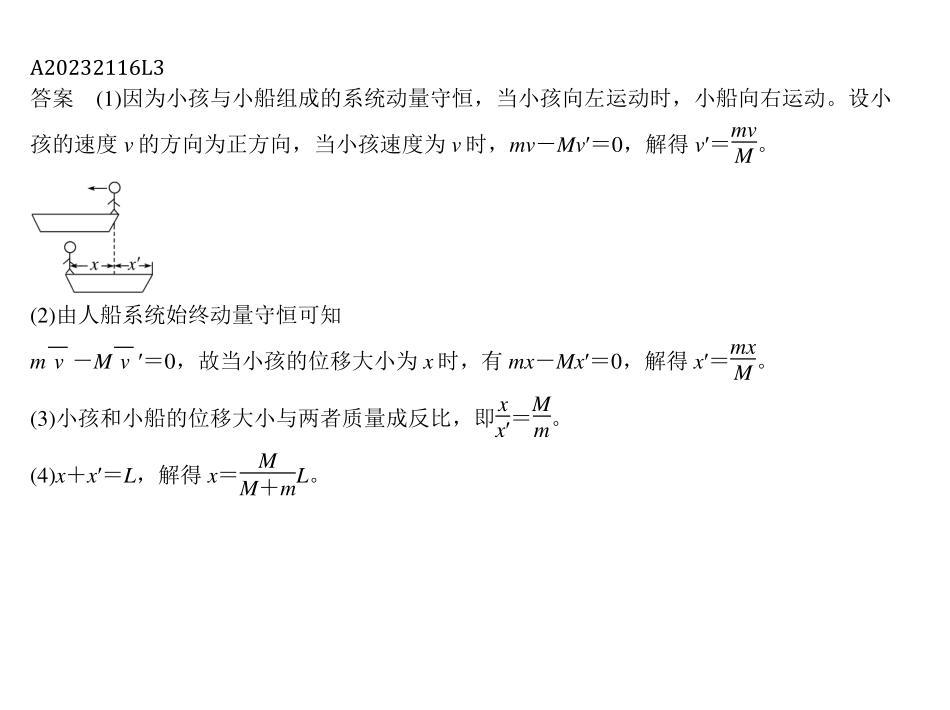 A20232116L3
答案　(1)因为小孩与小船组成的系统动量守恒，当小孩向左运动时，小船向右运动。设小
孩的速度 v 的方向为正方向，当小孩速度为 v 时，mv－Mv′＝0，解得 v′＝\frac{mv}{M}。
x x′
(2)由人船系统始终动量守恒可知
m\overline{v}－M\overline{v}′＝0，故当小孩的位移大小为 x 时，有 mx－Mx′＝0，解得 x′＝\frac{mx}{M}。
(3)小孩和小船的位移大小与两者质量成反比，即\frac{x}{x′}＝\frac{M}{m}。
(4)x＋x′＝L，解得 x＝\frac{M}{M＋m}L。